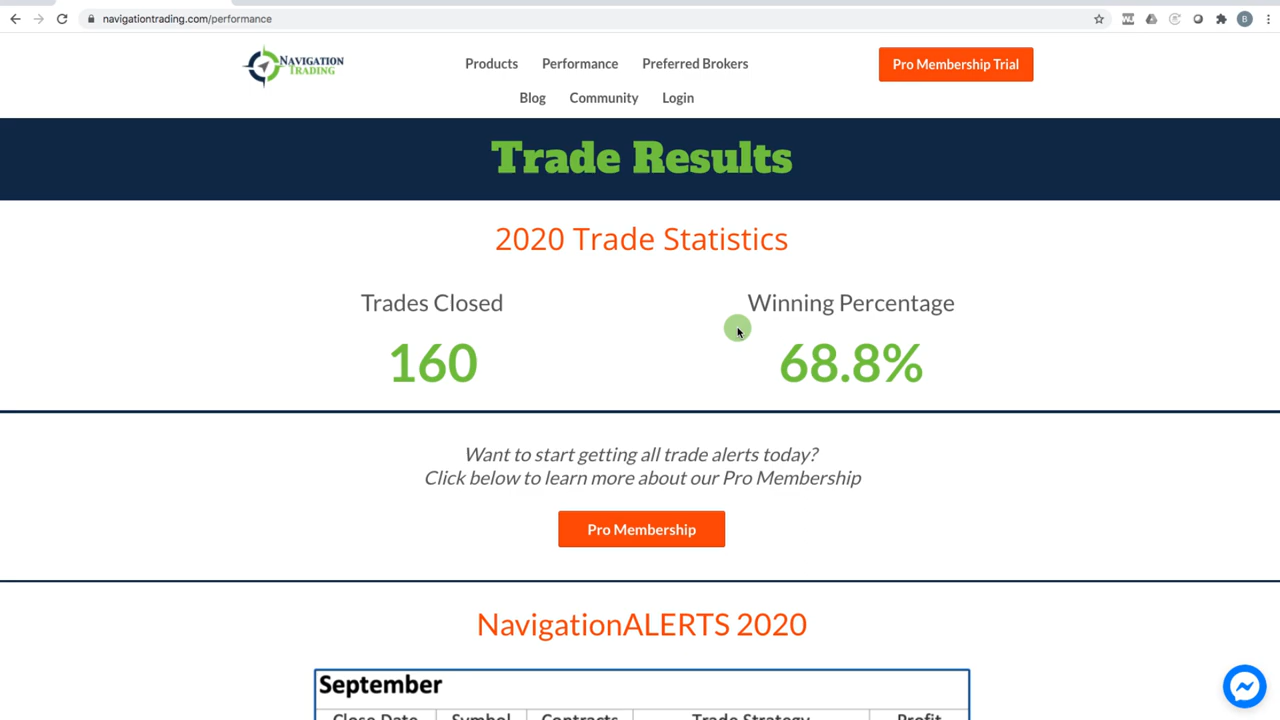 navigationtrading.com/performance
B
NAVIGATION
TRADING
Products Performance Preferred Brokers
Pro Membership Trial
Blog Community Login
Trade Results
2020 Trade Statistics
Trades Closed Winning Percentage
160 68.8%
Want to start getting all trade alerts today?
Click below to learn more about our Pro Membership
Pro Membership
NavigationALERTS 2020
September
Close Date Symbol Contracts Trade Strategy Profit